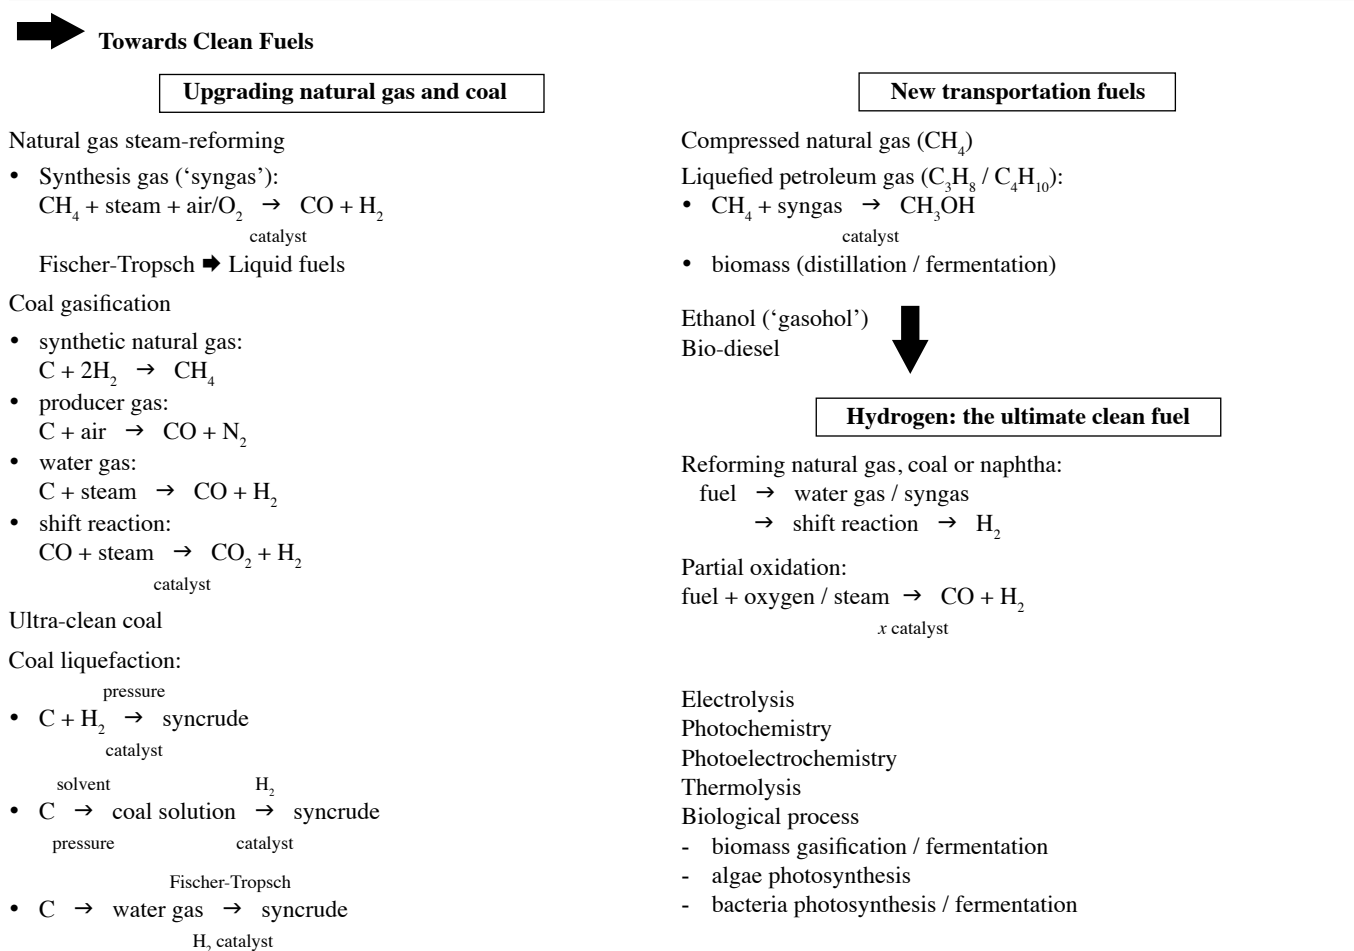 Towards Clean Fuels
Upgrading natural gas and coal
Natural gas steam-reforming
• Synthesis gas (‘syngas’):
CH₄ + steam + air/O₂ → CO + H₂
catalyst
Fischer-Tropsch 🡆 Liquid fuels
Coal gasification
• synthetic natural gas:
C + 2H₂ → CH₄
• producer gas:
C + air → CO + N₂
• water gas:
C + steam → CO + H₂
• shift reaction:
CO + steam → CO₂ + H₂
catalyst
Ultra-clean coal
Coal liquefaction:
pressure
• C + H₂ → syncrude
catalyst
solvent H₂
• C → coal solution → syncrude
pressure catalyst
Fischer-Tropsch
• C → water gas → syncrude
H₂ catalyst
New transportation fuels
Compressed natural gas (CH₄)
Liquefied petroleum gas (C₃H₈ / C₄H₁₀):
• CH₄ + syngas → CH₃OH
catalyst
• biomass (distillation / fermentation)
Ethanol (‘gasohol’)
Bio-diesel
Hydrogen: the ultimate clean fuel
Reforming natural gas, coal or naphtha:
fuel → water gas / syngas
→ shift reaction → H₂
Partial oxidation:
fuel + oxygen / steam → CO + H₂
x catalyst
Electrolysis
Photochemistry
Photoelectrochemistry
Thermolysis
Biological process
- biomass gasification / fermentation
- algae photosynthesis
- bacteria photosynthesis / fermentation